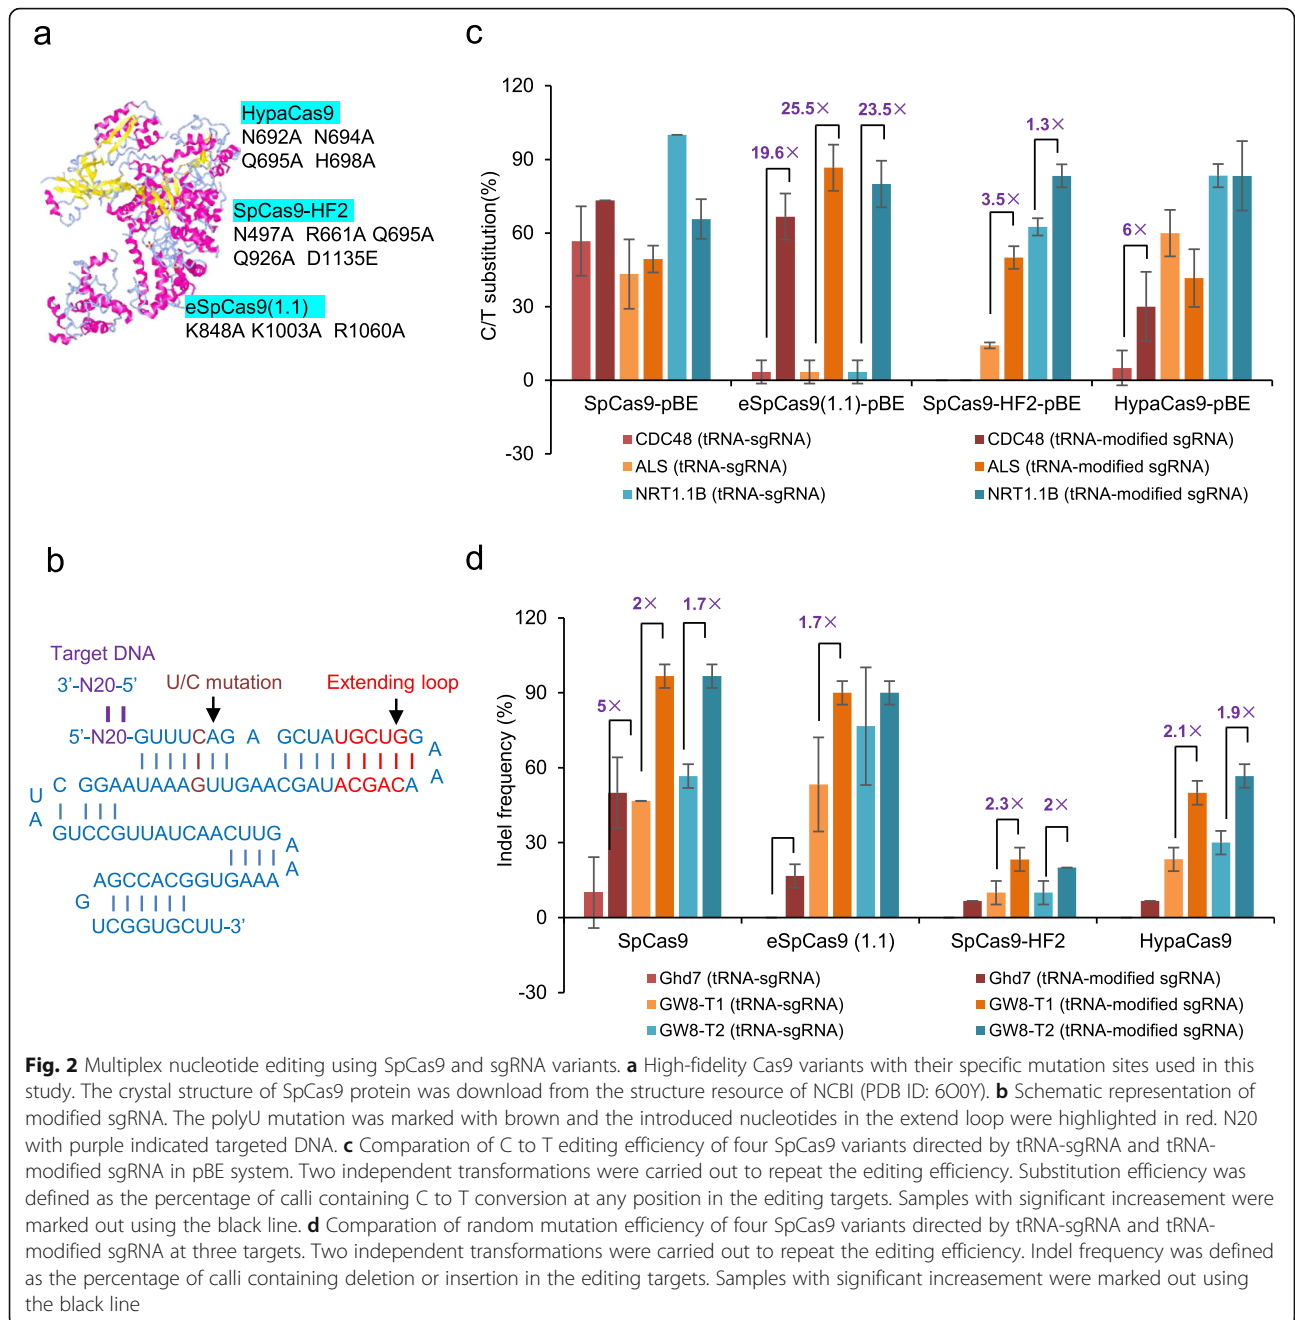 a
HypaCas9
N692A N694A
Q695A H698A
SpCas9-HF2
N497A R661A Q695A
Q926A D1135E
eSpCas9(1.1)
K848A K1003A R1060A
b
Target DNA
3’-N20-5’
U/C mutation
Extending loop
5’-N20-GUUUCAG A GCUAUGCUGG
A
A
C GGAAUAAAGUUGAACGAUACGACA
U
A
GUCCGUUAUCAACUUG
A
A
AGCCACGGUGAAA
G
UCGGUGCUU-3’
c
C/T substitution(%)
120
90
60
30
0
-30
19.6×
25.5×
23.5×
3.5×
1.3×
6×
SpCas9-pBE
eSpCas9(1.1)-pBE
SpCas9-HF2-pBE
HypaCas9-pBE
CDC48 (tRNA-sgRNA)
CDC48 (tRNA-modified sgRNA)
ALS (tRNA-sgRNA)
ALS (tRNA-modified sgRNA)
NRT1.1B (tRNA-sgRNA)
NRT1.1B (tRNA-modified sgRNA)
d
Indel frequency (%)
120
90
60
30
0
-30
5×
2×
1.7×
1.7×
2.3×
2×
2.1×
1.9×
SpCas9
eSpCas9 (1.1)
SpCas9-HF2
HypaCas9
Ghd7 (tRNA-sgRNA)
Ghd7 (tRNA-modified sgRNA)
GW8-T1 (tRNA-sgRNA)
GW8-T1 (tRNA-modified sgRNA)
GW8-T2 (tRNA-sgRNA)
GW8-T2 (tRNA-modified sgRNA)
Fig. 2 Multiplex nucleotide editing using SpCas9 and sgRNA variants. a High-fidelity Cas9 variants with their specific mutation sites used in this
study. The crystal structure of SpCas9 protein was download from the structure resource of NCBI (PDB ID: 6O0Y). b Schematic representation of
modified sgRNA. The polyU mutation was marked with brown and the introduced nucleotides in the extend loop were highlighted in red. N20
with purple indicated targeted DNA. c Comparation of C to T editing efficiency of four SpCas9 variants directed by tRNA-sgRNA and tRNA-
modified sgRNA in pBE system. Two independent transformations were carried out to repeat the editing efficiency. Substitution efficiency was
defined as the percentage of calli containing C to T conversion at any position in the editing targets. Samples with significant increasement were
marked out using the black line. d Comparation of random mutation efficiency of four SpCas9 variants directed by tRNA-sgRNA and tRNA-
modified sgRNA at three targets. Two independent transformations were carried out to repeat the editing efficiency. Indel frequency was defined
as the percentage of calli containing deletion or insertion in the editing targets. Samples with significant increasement were marked out using
the black line